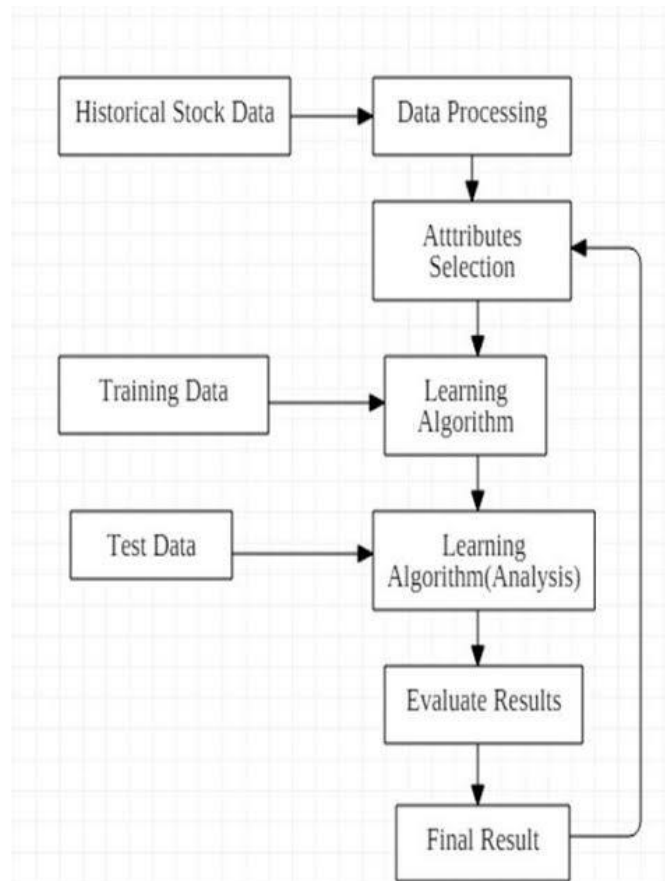 Historical Stock Data
Data Processing
Atttributes
Selection
Training Data
Learning
Algorithm
Test Data
Learning
Algorithm(Analysis)
Evaluate Results
Final Result